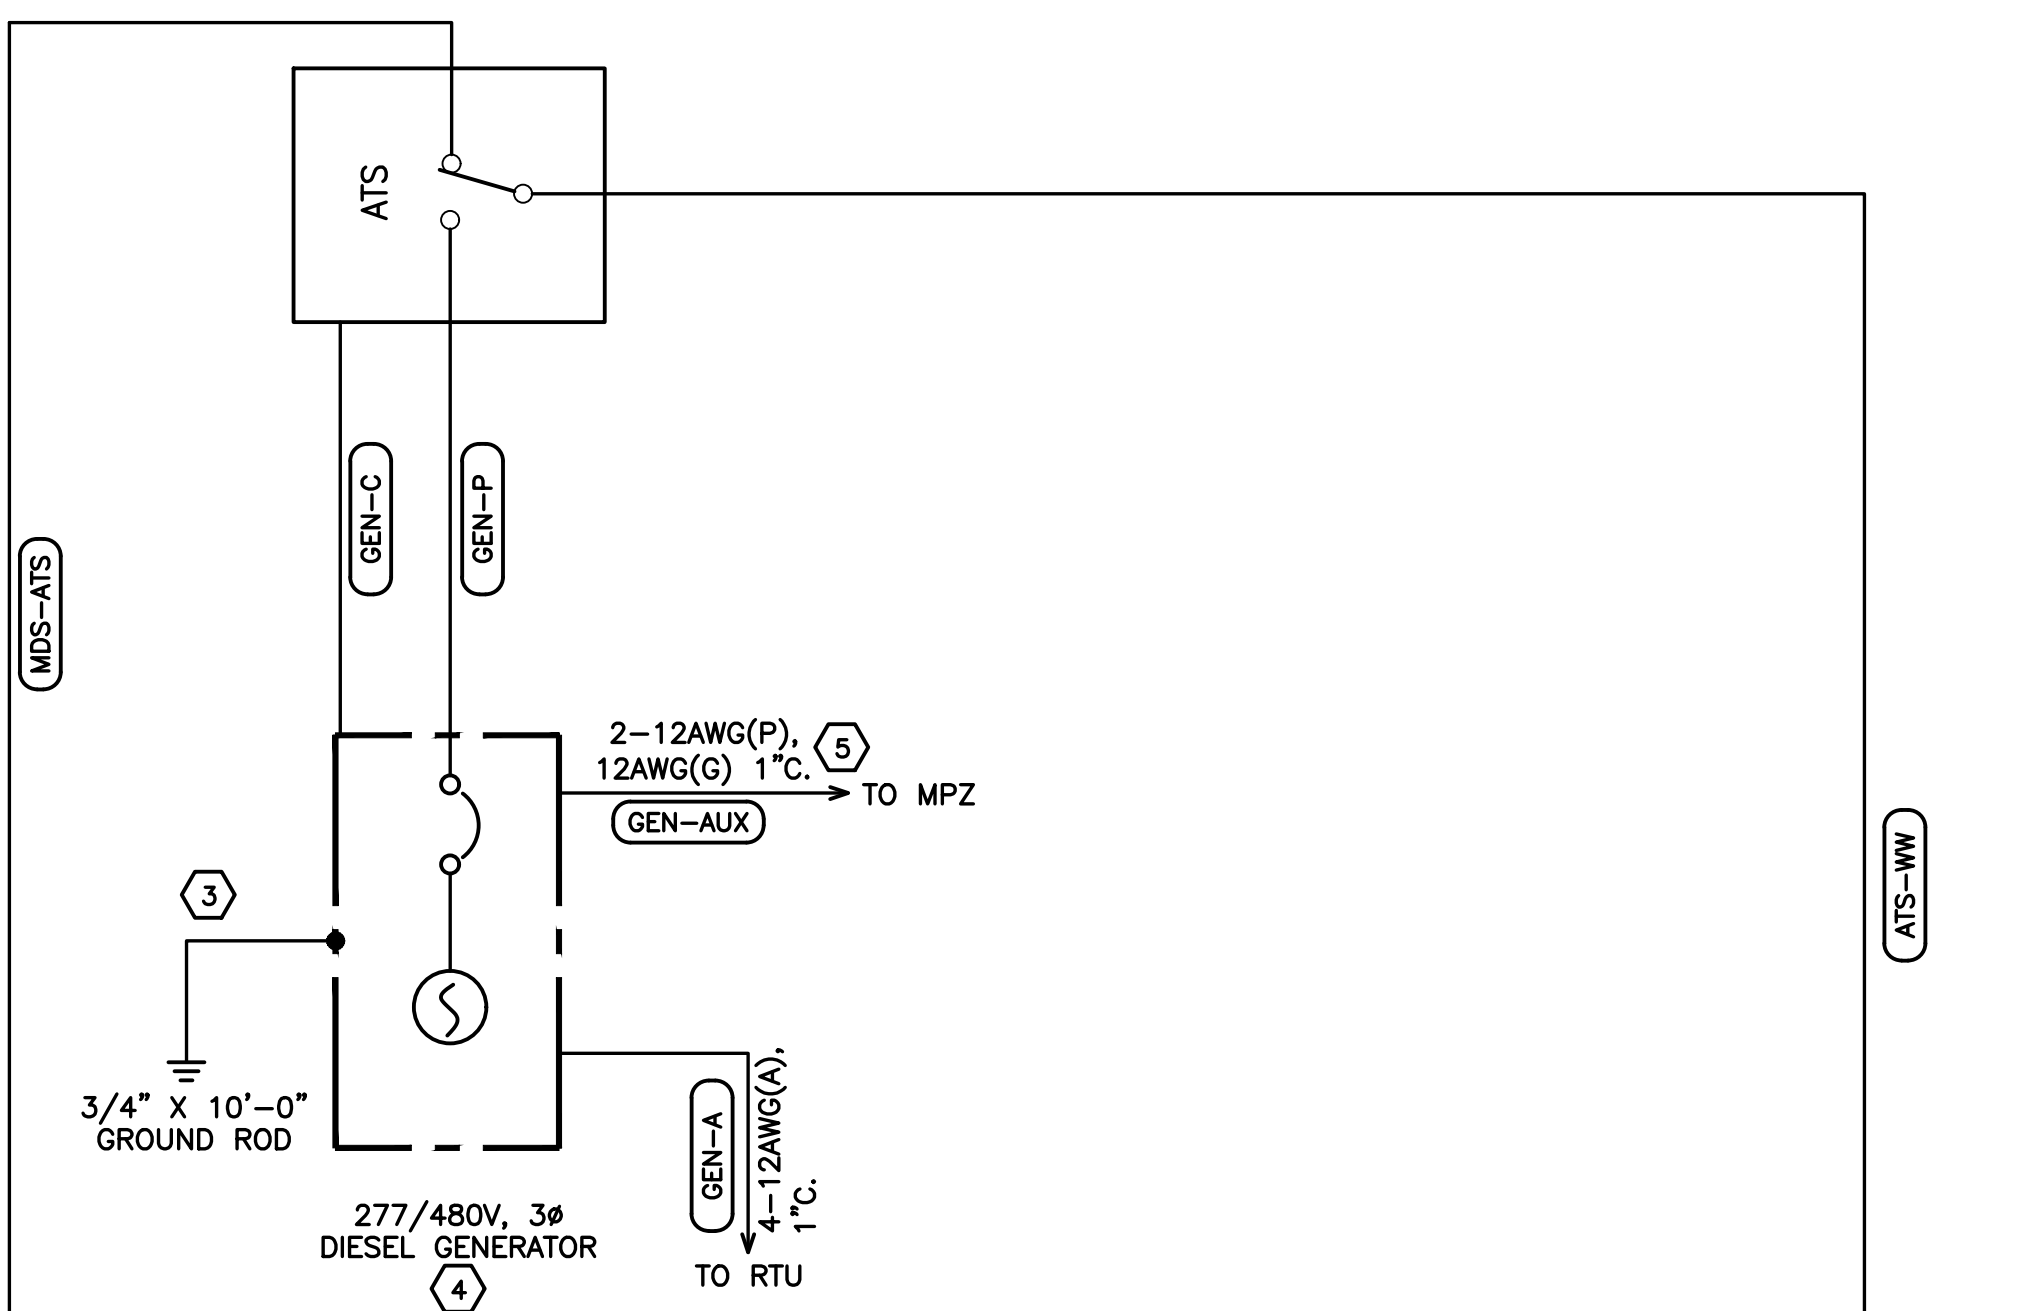 ATS
GEN-C
GEN-P
MDS-ATS
2-12AWG(P),
12AWG(G) 1"C.
5
TO MPZ
GEN-AUX
ATS-WW
3
3/4" X 10'-0"
GROUND ROD
GEN-A
4-12AWG(A),
1"C.
277/480V, 3ø
DIESEL GENERATOR
4
TO RTU